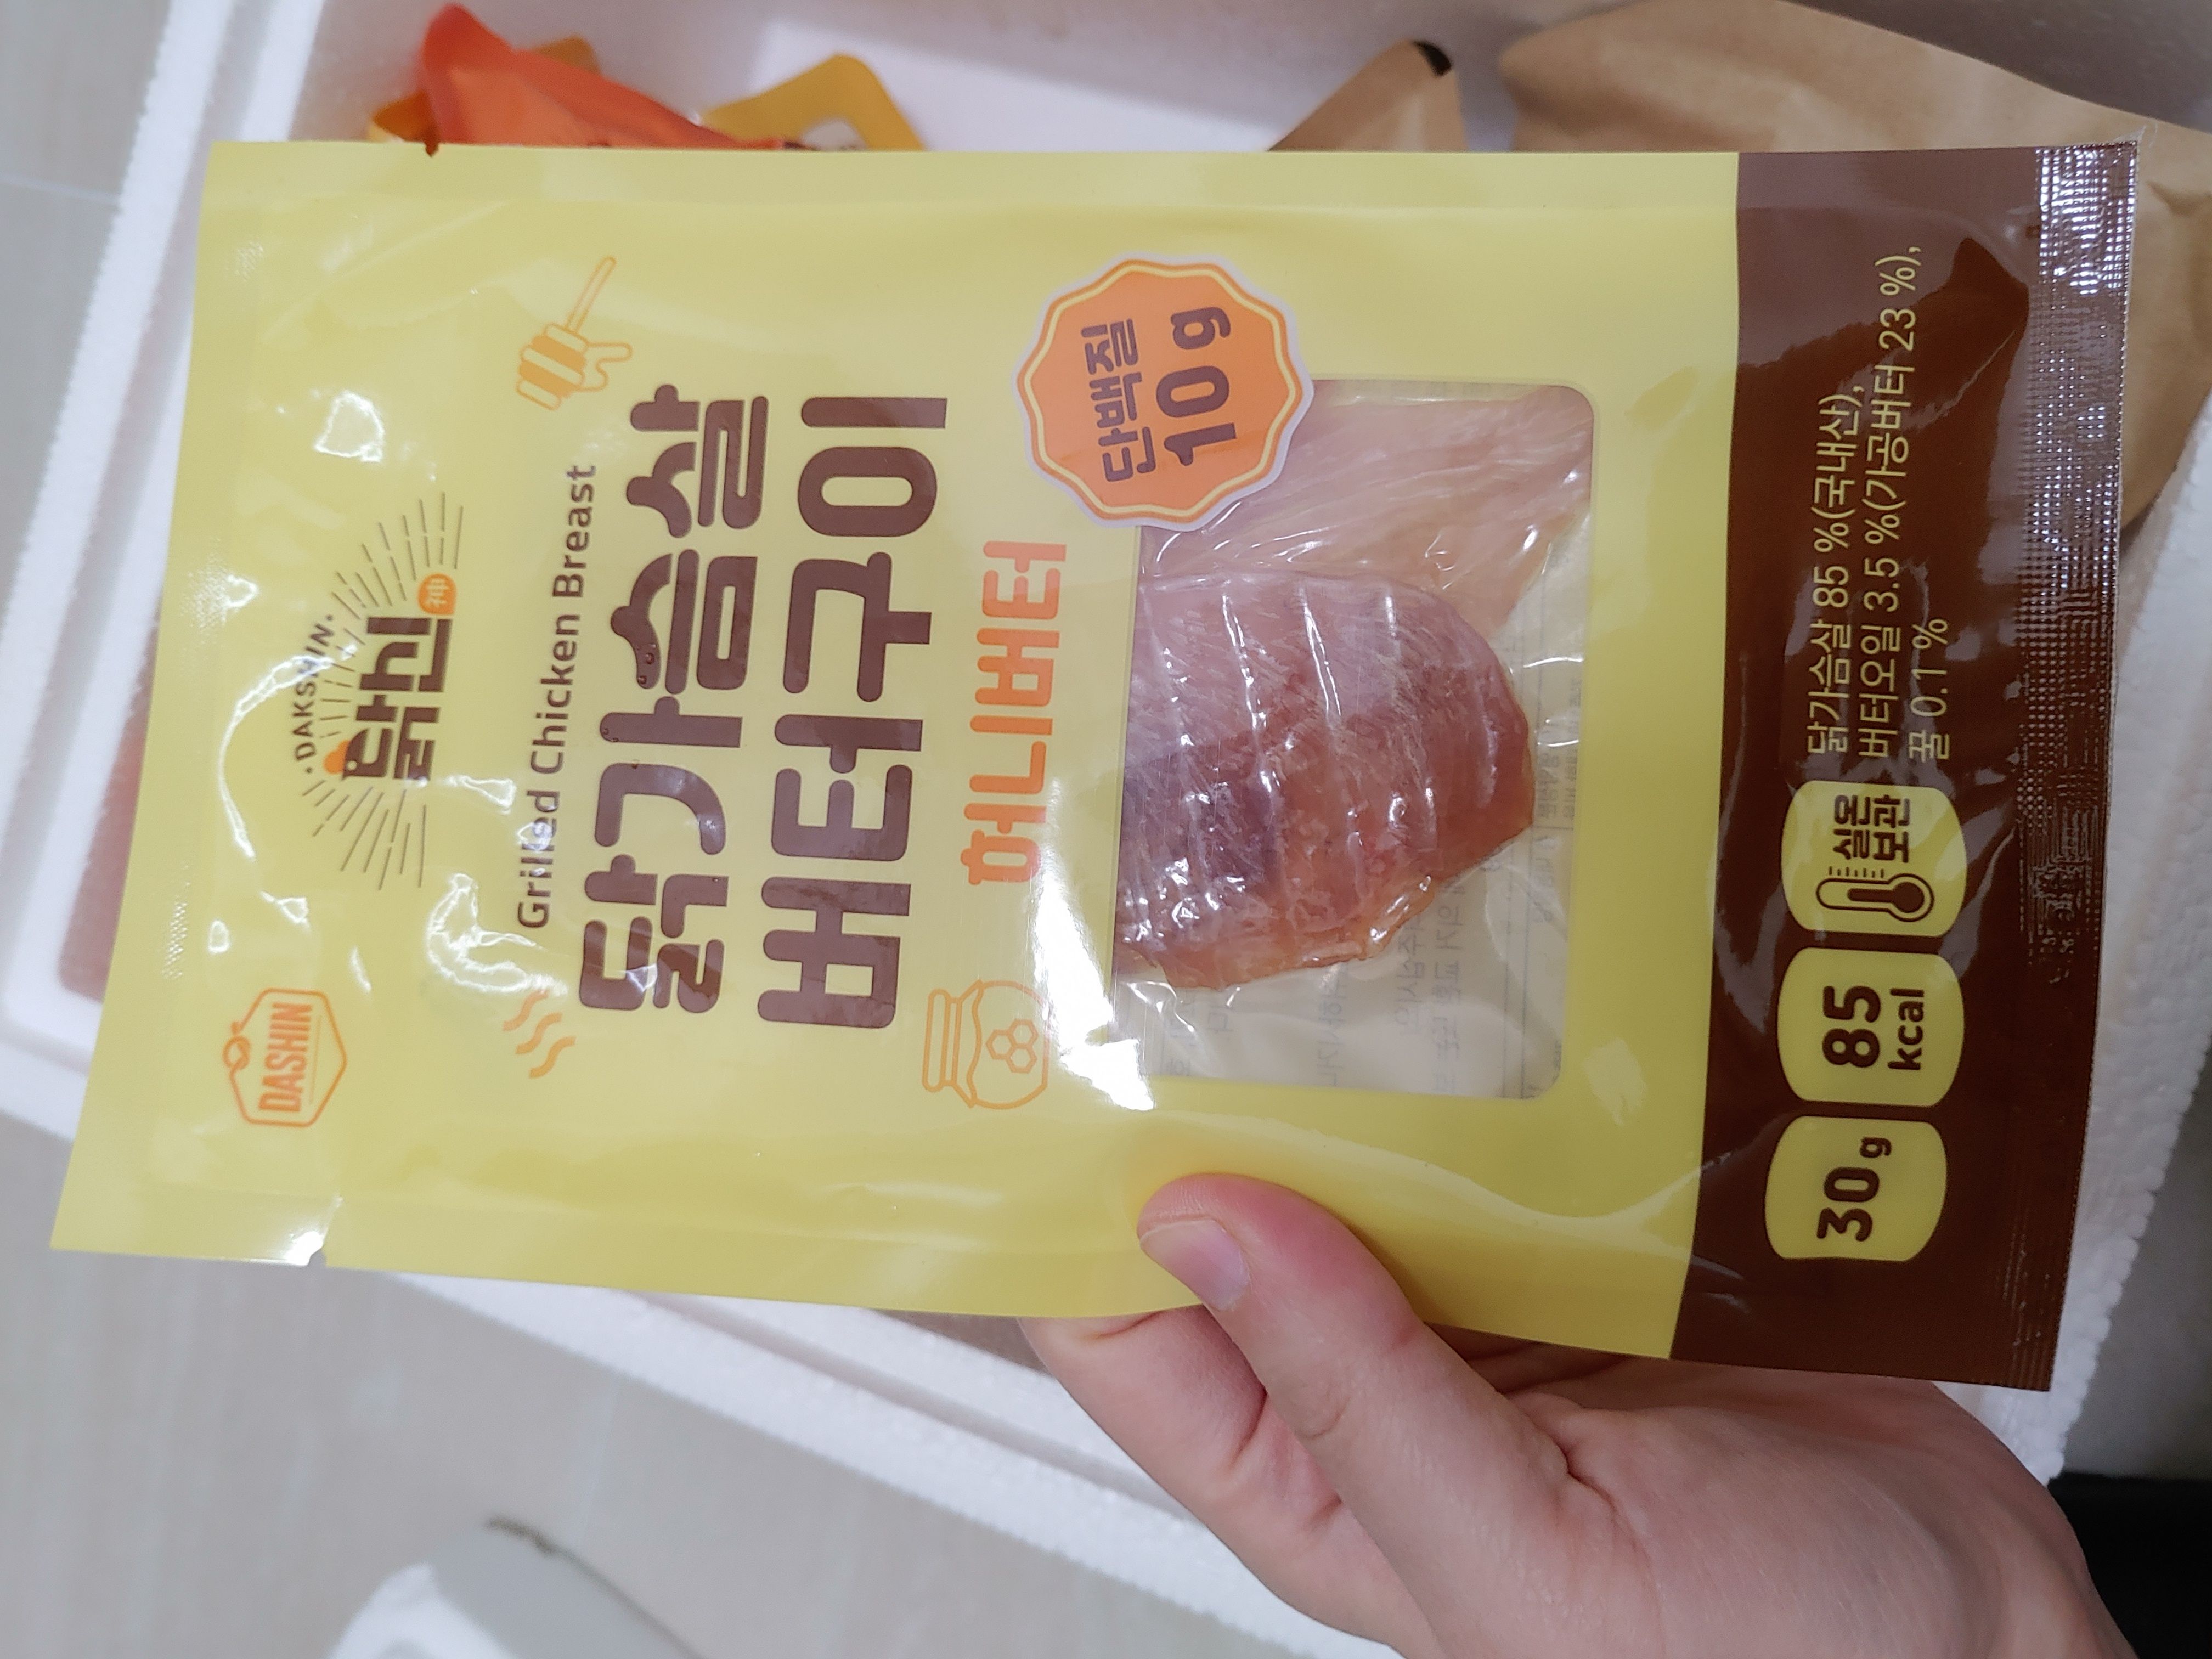 DASHIN
DAKSHIN
닭신
神
Grilled Chicken Breast
닭가슴살
버터구이
허니버터
단백질
10 g
30 g
85
kcal
실온
보관
닭가슴살 85 %(국내산),
버터오일 3.5 %(가공버터 23 %),
꿀 0.1 %